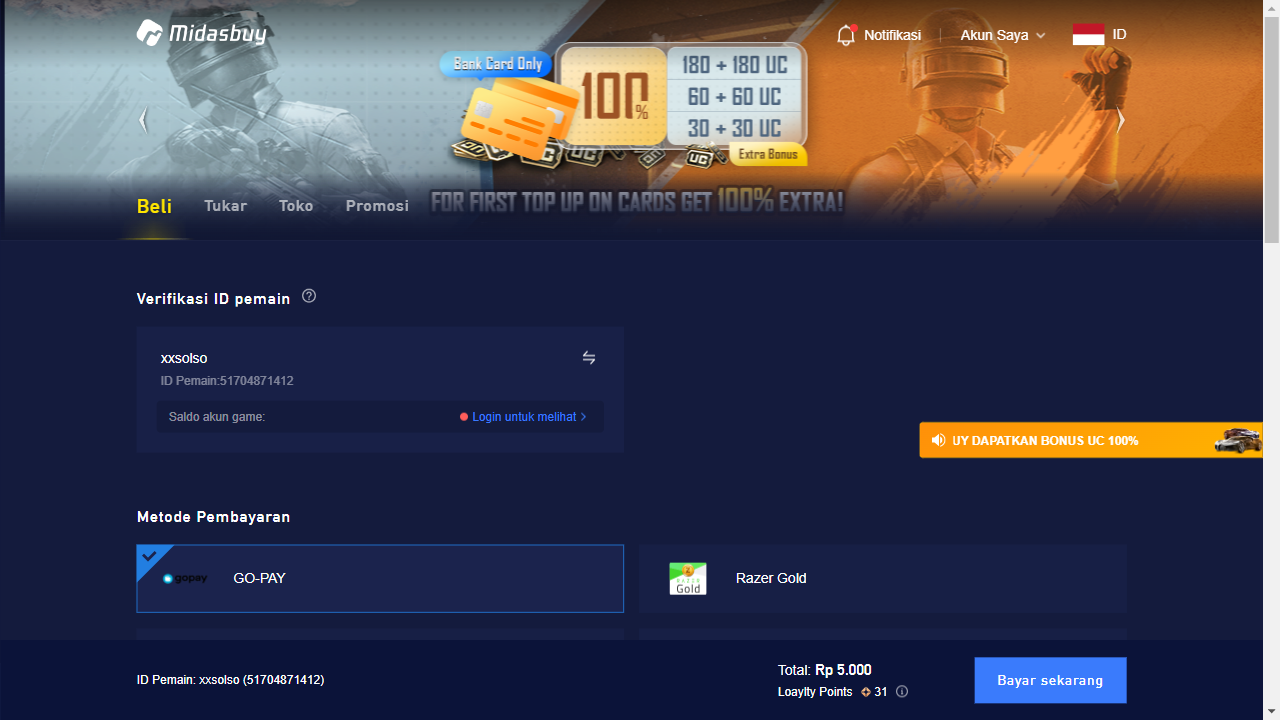 Midasbuy
Notifikasi
Akun Saya
ID
Bank Card Only
100%
180 + 180 UC
60 + 60 UC
30 + 30 UC
Extra Bonus
UC
FOR FIRST TOP UP ON CARDS GET 100% EXTRA!
Beli
Tukar
Toko
Promosi
Verifikasi ID pemain
xxsolso
ID Pemain:51704871412
Saldo akun game:
Login untuk melihat >
UY DAPATKAN BONUS UC 100%
Metode Pembayaran
gopay
GO-PAY
RAZER
Gold
Razer Gold
ID Pemain: xxsolso (51704871412)
Total: Rp 5.000
Loaylty Points 31
Bayar sekarang